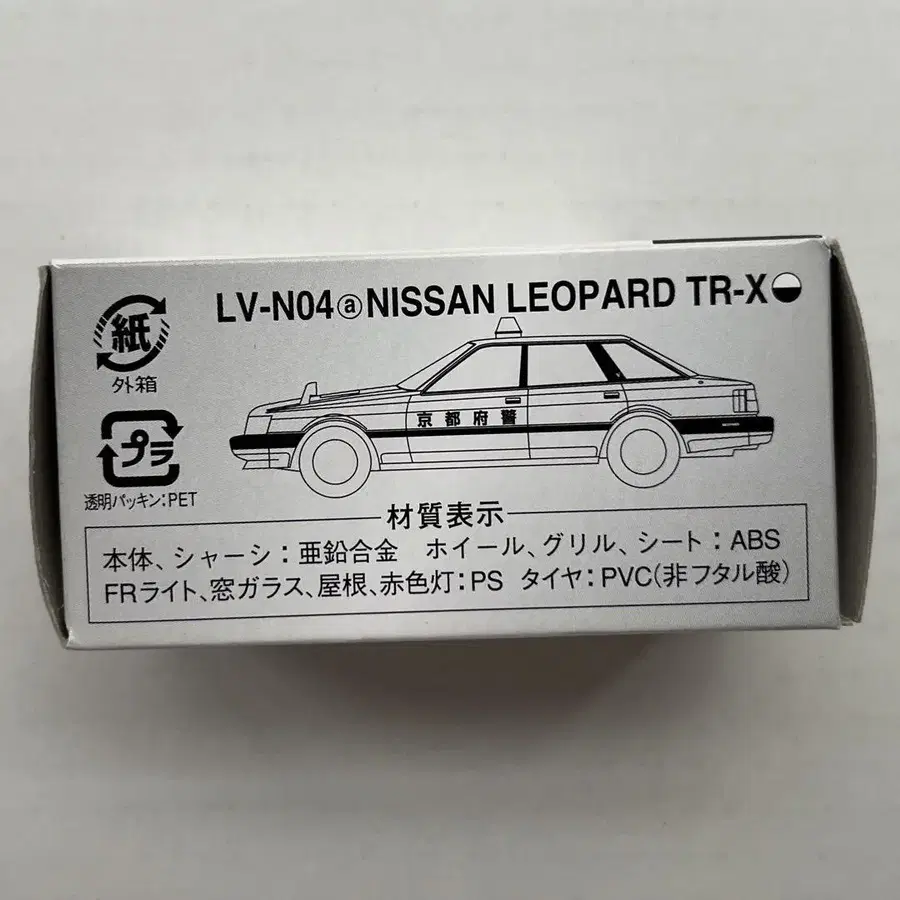 LV-N04ⓐNISSAN LEOPARD TR-X
紙
外箱
京都府警
プラ
透明パッキン:PET
材質表示
本体、シャーシ:亜鉛合金 ホイール、グリル、シート:ABS
FRライト、窓ガラス、屋根、赤色灯:PS タイヤ:PVC(非フタル酸)